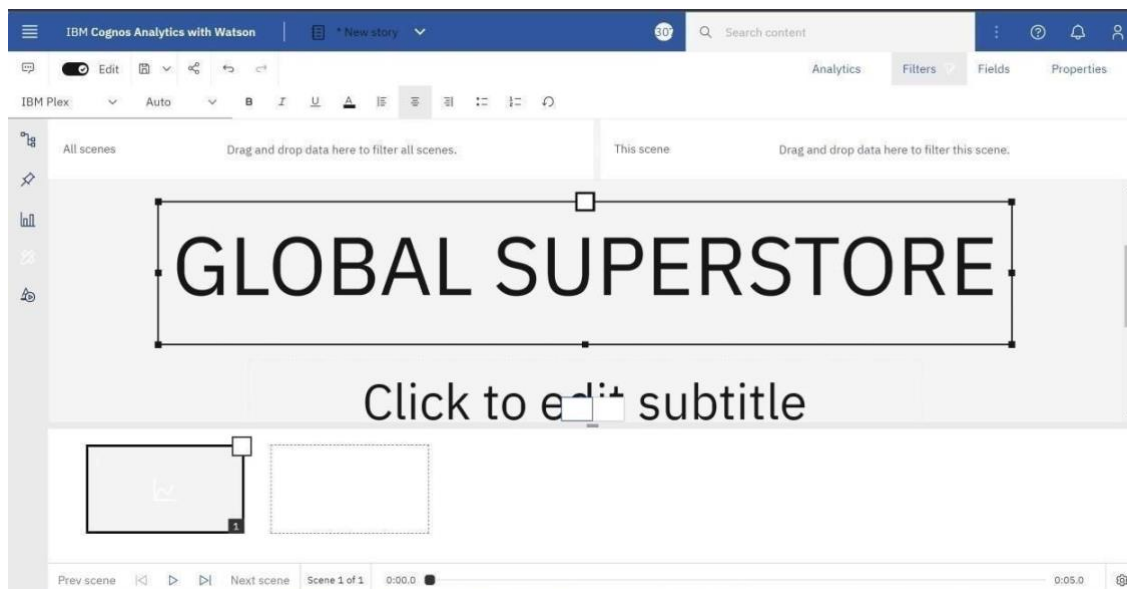 IBM Cognos Analytics with Watson * New story 307 Search content
Edit Analytics Filters Fields Properties
IBM Plex Auto B I U A
All scenes Drag and drop data here to filter all scenes. This scene Drag and drop data here to filter this scene.
GLOBAL SUPERSTORE
Click to edit subtitle
1
Prev scene Next scene Scene 1 of 1 0:00.0 0:05.0